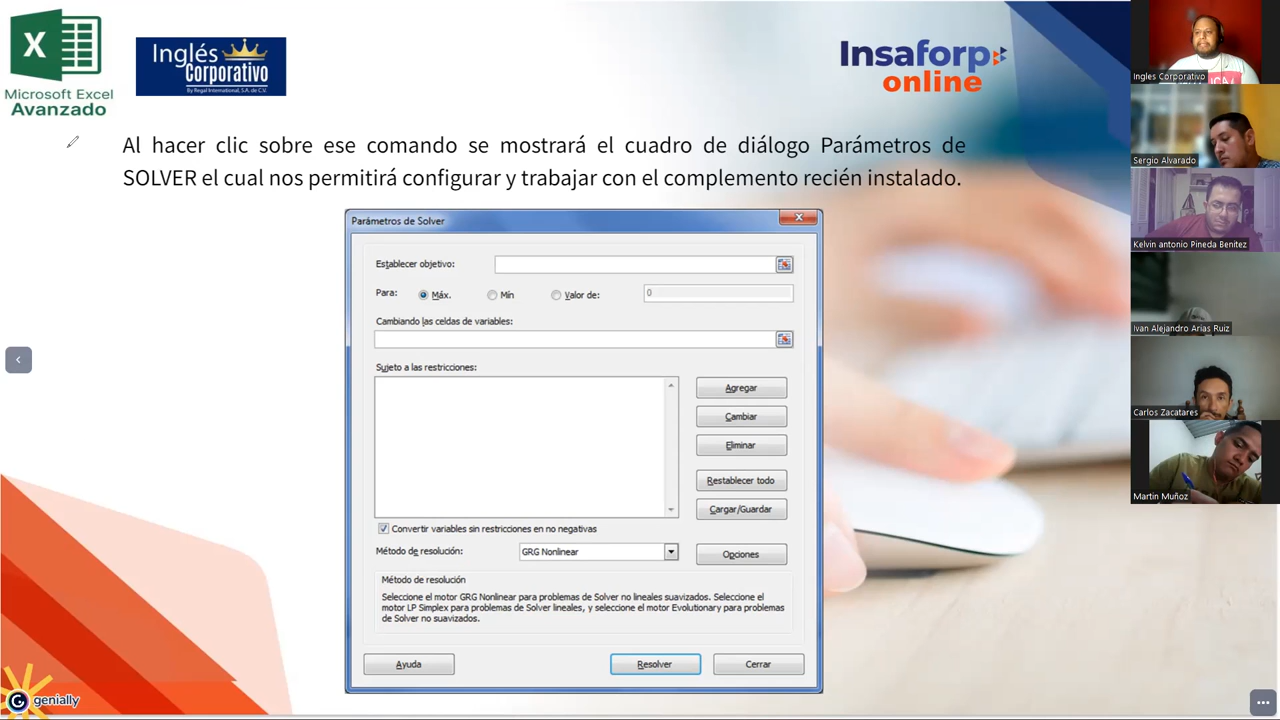 X
Microsoft Excel
Avanzado
Inglés
Corporativo
By Regal International, S.A. de C.V.
Insaforp
online
Al hacer clic sobre ese comando se mostrará el cuadro de diálogo Parámetros de
SOLVER el cual nos permitirá configurar y trabajar con el complemento recién instalado.
Parámetros de Solver
Establecer objetivo:
Para:
Máx.
Mín
Valor de:
0
Cambiando las celdas de variables:
Sujeto a las restricciones:
Agregar
Cambiar
Eliminar
Restablecer todo
Cargar/Guardar
Convertir variables sin restricciones en no negativas
Método de resolución:
GRG Nonlinear
Opciones
Método de resolución
Seleccione el motor GRG Nonlinear para problemas de Solver no lineales suavizados. Seleccione el
motor LP Simplex para problemas de Solver lineales, y seleccione el motor Evolutionary para problemas
de Solver no suavizados.
Ayuda
Resolver
Cerrar
genially
Ingles Corporativo
Sergio Alvarado
Kelvin antonio Pineda Benitez
Ivan Alejandro Arias Ruiz
Carlos Zacatares
Martin Muñoz